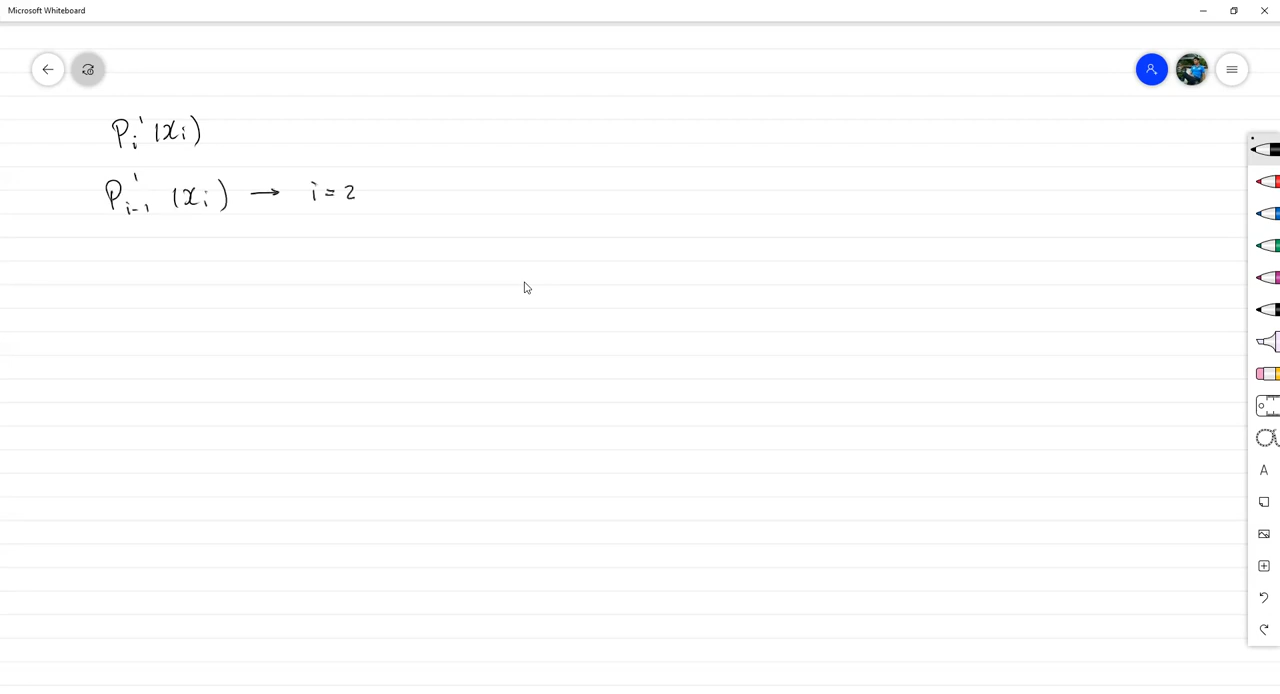 Microsoft Whiteboard
P_i'(x_i)
P_{i-1}'(x_i) → i = 2
A